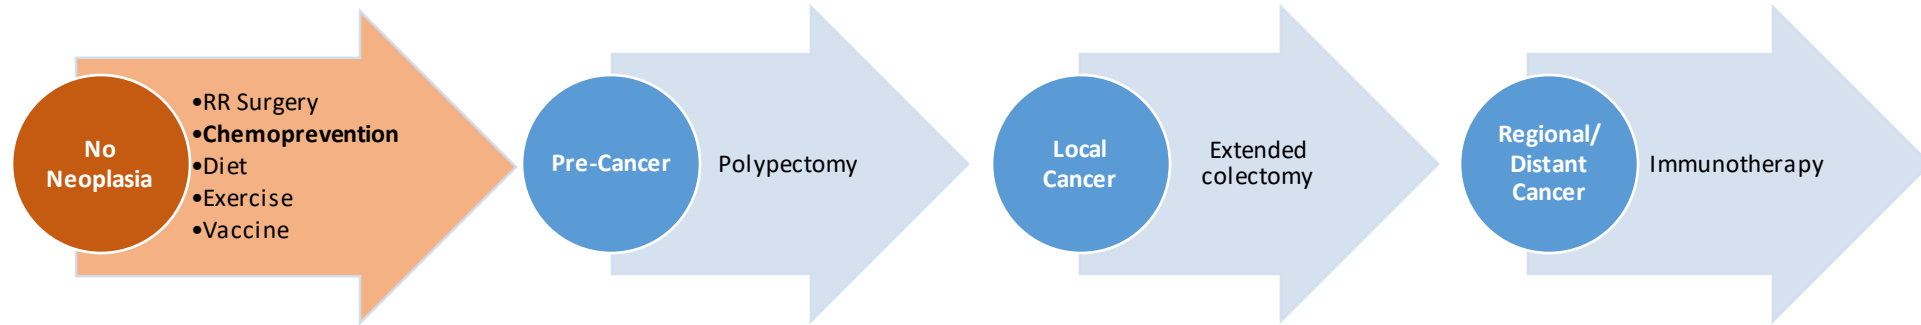 No
Neoplasia
•RR Surgery
•Chemoprevention
•Diet
•Exercise
•Vaccine
Pre-Cancer
Polypectomy
Local
Cancer
Extended
colectomy
Regional/
Distant
Cancer
Immunotherapy